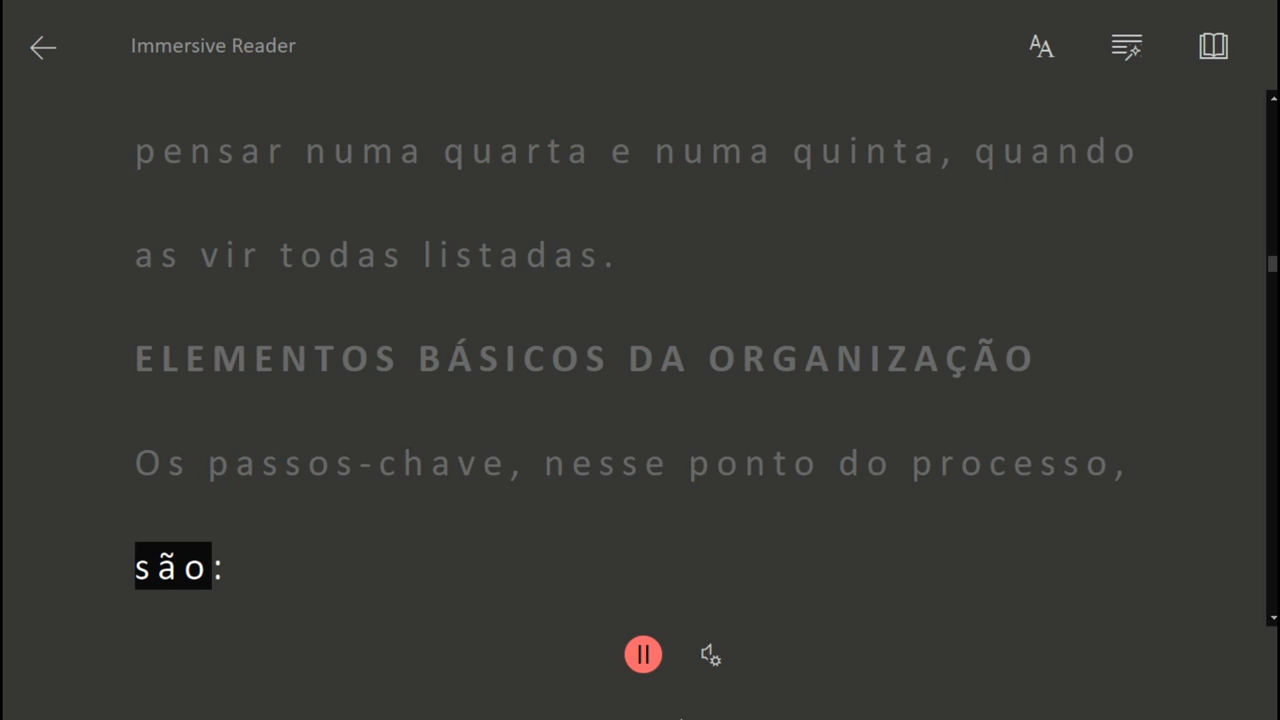 Immersive Reader
pensar numa quarta e numa quinta, quando
as vir todas listadas.
ELEMENTOS BÁSICOS DA ORGANIZAÇÃO
Os passos-chave, nesse ponto do processo,
são: